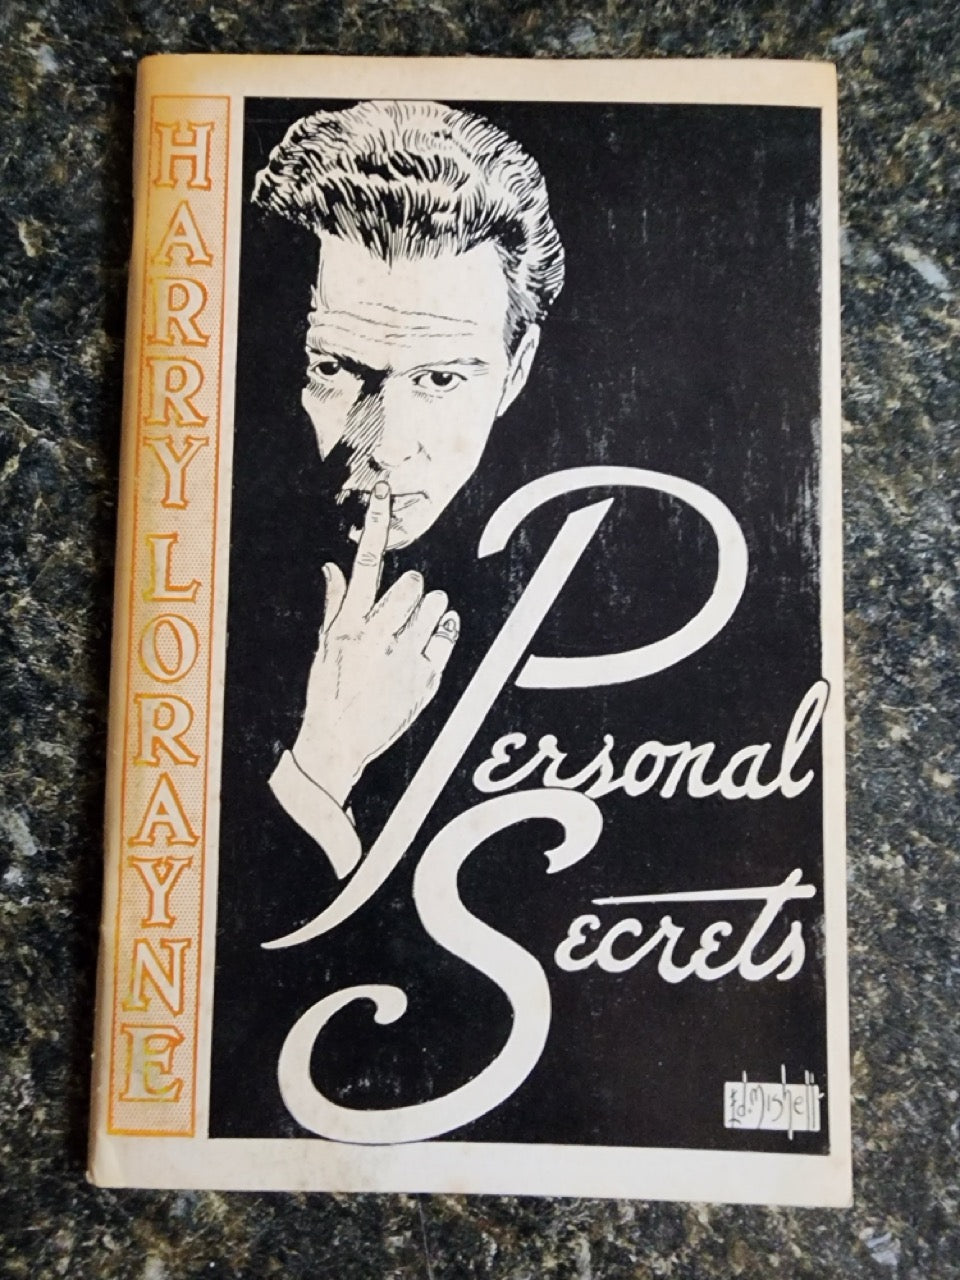 HARRY LORAYNE
Personal
Secrets
Ed. Mishell